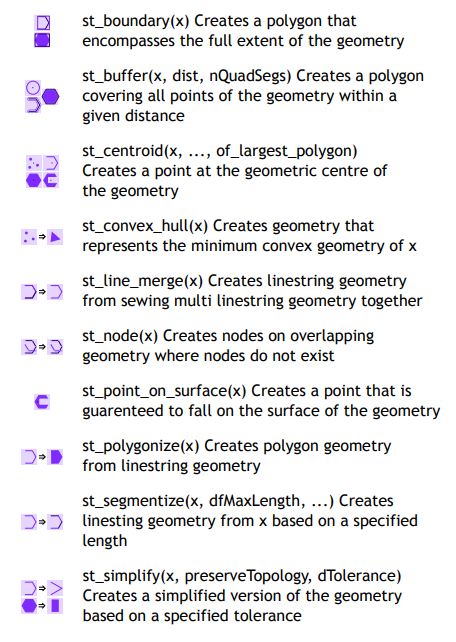 st_boundary(x) Creates a polygon that
encompasses the full extent of the geometry
st_buffer(x, dist, nQuadSegs) Creates a polygon
covering all points of the geometry within a
given distance
st_centroid(x, ..., of_largest_polygon)
Creates a point at the geometric centre of
the geometry
st_convex_hull(x) Creates geometry that
represents the minimum convex geometry of x
st_line_merge(x) Creates linestring geometry
from sewing multi linestring geometry together
st_node(x) Creates nodes on overlapping
geometry where nodes do not exist
st_point_on_surface(x) Creates a point that is
guarenteed to fall on the surface of the geometry
st_polygonize(x) Creates polygon geometry
from linestring geometry
st_segmentize(x, dfMaxLength, ...) Creates
linesting geometry from x based on a specified
length
st_simplify(x, preserveTopology, dTolerance)
Creates a simplified version of the geometry
based on a specified tolerance